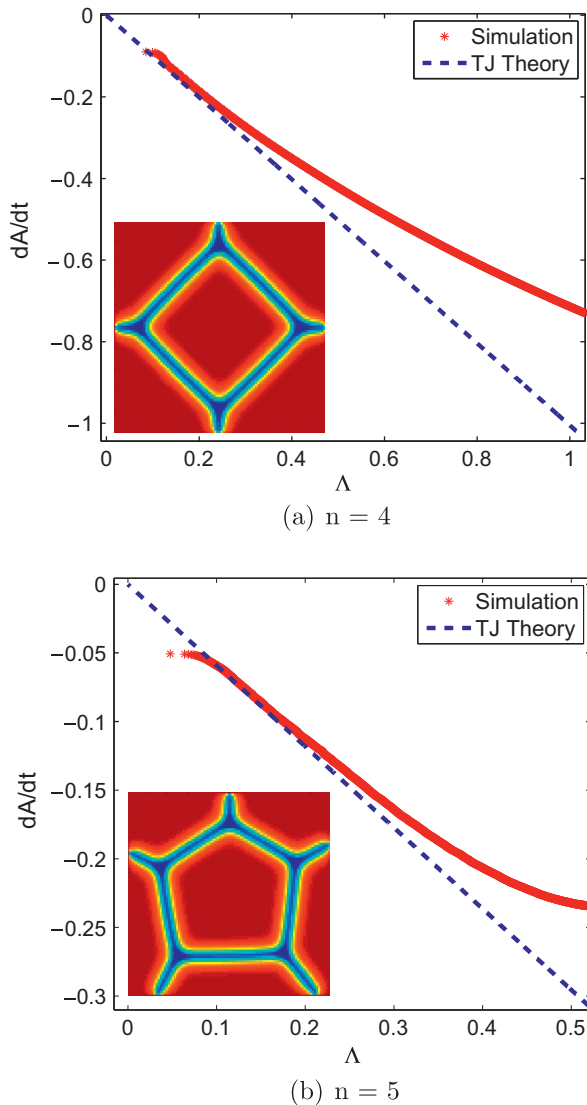 0
−0.2
−0.4
−0.6
−0.8
−1
dA/dt
Simulation
TJ Theory
0 0.2 0.4 0.6 0.8 1
Λ
(a) n = 4
0
−0.05
−0.1
−0.15
−0.2
−0.25
−0.3
dA/dt
Simulation
TJ Theory
0 0.1 0.2 0.3 0.4 0.5
Λ
(b) n = 5